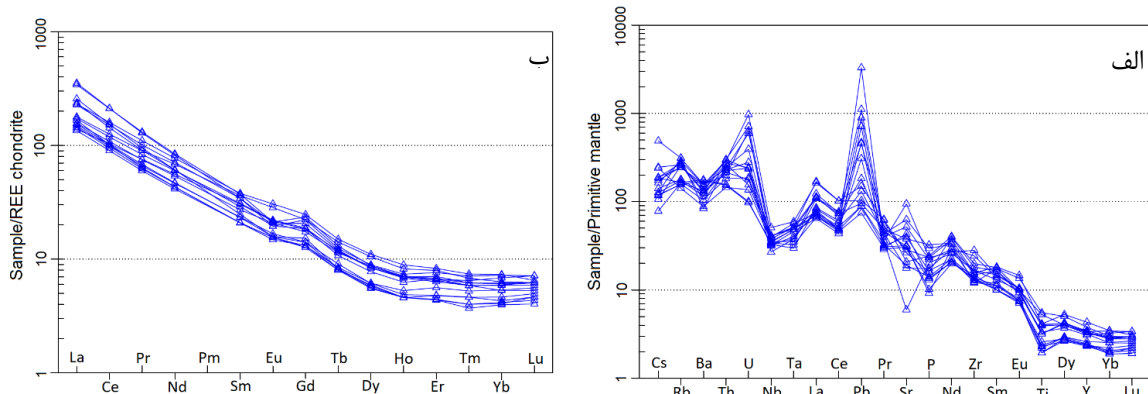 ب
Sample/REE chondrite
1000
100
10
1
La Pr Pm Eu Tb Ho Tm Lu
Ce Nd Sm Gd Dy Er Yb
الف
Sample/Primitive mantle
10000
1000
100
10
1
Cs Ba U Ta Ce Pr P Zr Eu Dy Yb
Rb Th Nb La Pb Sr Nd Sm Ti Y Lu